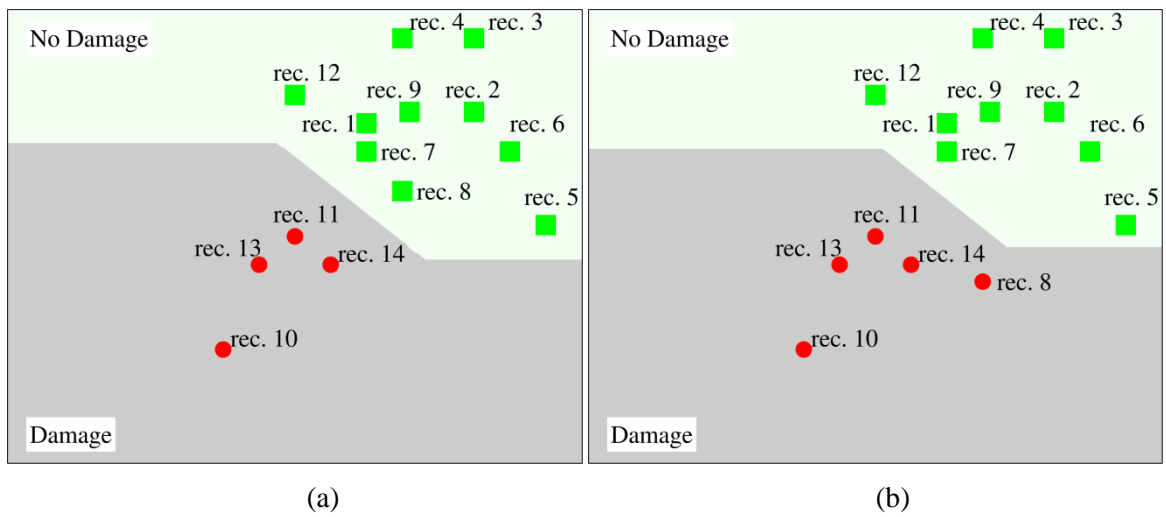 No Damage
rec. 4
rec. 3
rec. 12
rec. 9
rec. 2
rec. 1
rec. 6
rec. 7
rec. 8
rec. 5
rec. 11
rec. 13
rec. 14
rec. 10
Damage
(a)
No Damage
rec. 4
rec. 3
rec. 12
rec. 9
rec. 2
rec. 1
rec. 6
rec. 7
rec. 5
rec. 11
rec. 13
rec. 14
rec. 8
rec. 10
Damage
(b)